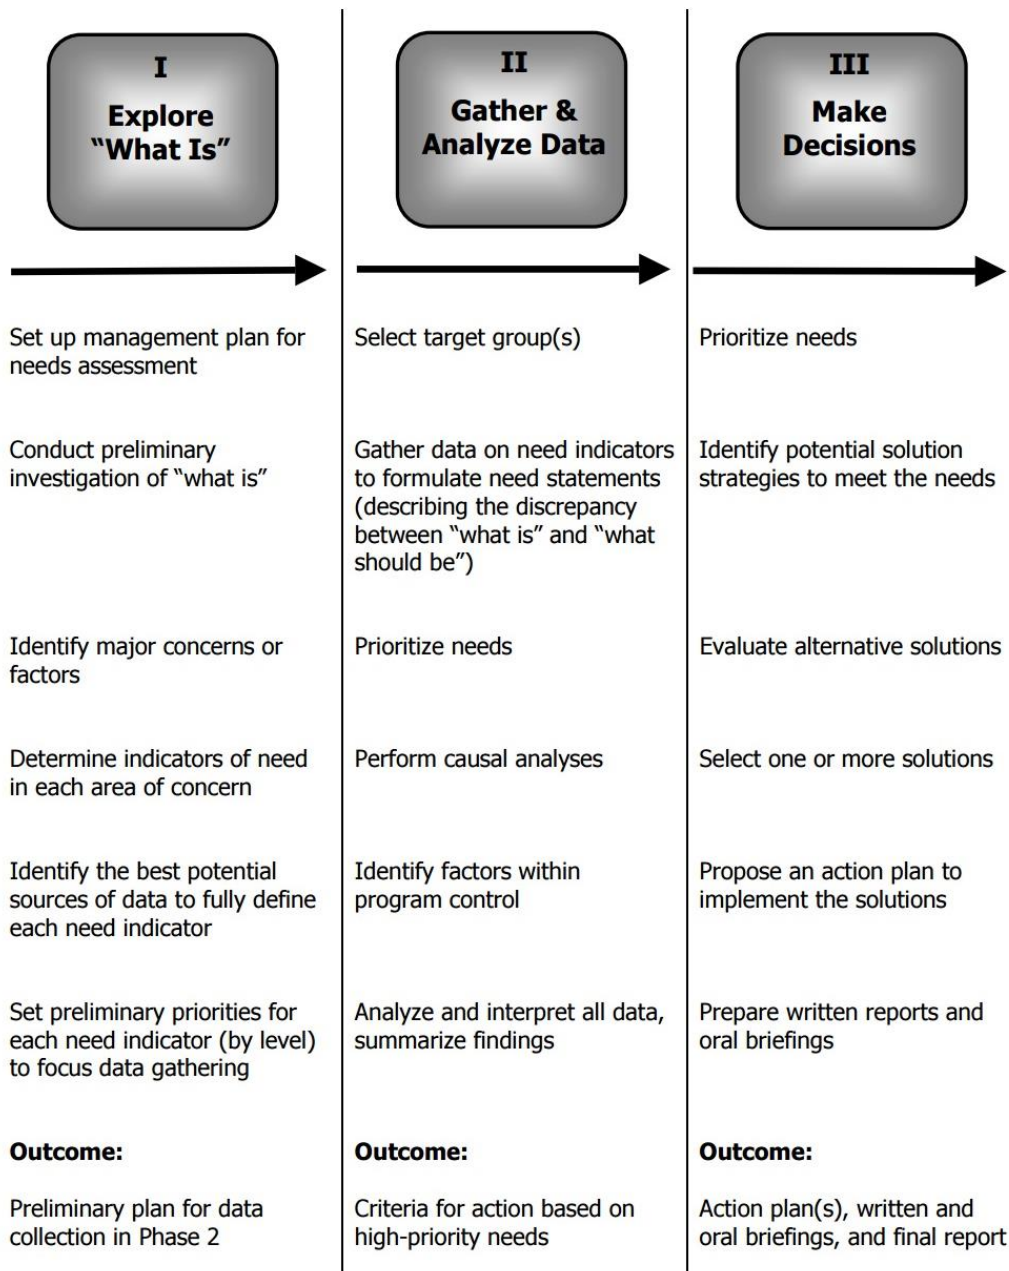 I
Explore
“What Is”
Set up management plan for
needs assessment
Conduct preliminary
investigation of “what is”
Identify major concerns or
factors
Determine indicators of need
in each area of concern
Identify the best potential
sources of data to fully define
each need indicator
Set preliminary priorities for
each need indicator (by level)
to focus data gathering
Outcome:
Preliminary plan for data
collection in Phase 2
II
Gather &
Analyze Data
Select target group(s)
Gather data on need indicators
to formulate need statements
(describing the discrepancy
between “what is” and “what
should be”)
Prioritize needs
Perform causal analyses
Identify factors within
program control
Analyze and interpret all data,
summarize findings
Outcome:
Criteria for action based on
high-priority needs
III
Make
Decisions
Prioritize needs
Identify potential solution
strategies to meet the needs
Evaluate alternative solutions
Select one or more solutions
Propose an action plan to
implement the solutions
Prepare written reports and
oral briefings
Outcome:
Action plan(s), written and
oral briefings, and final report